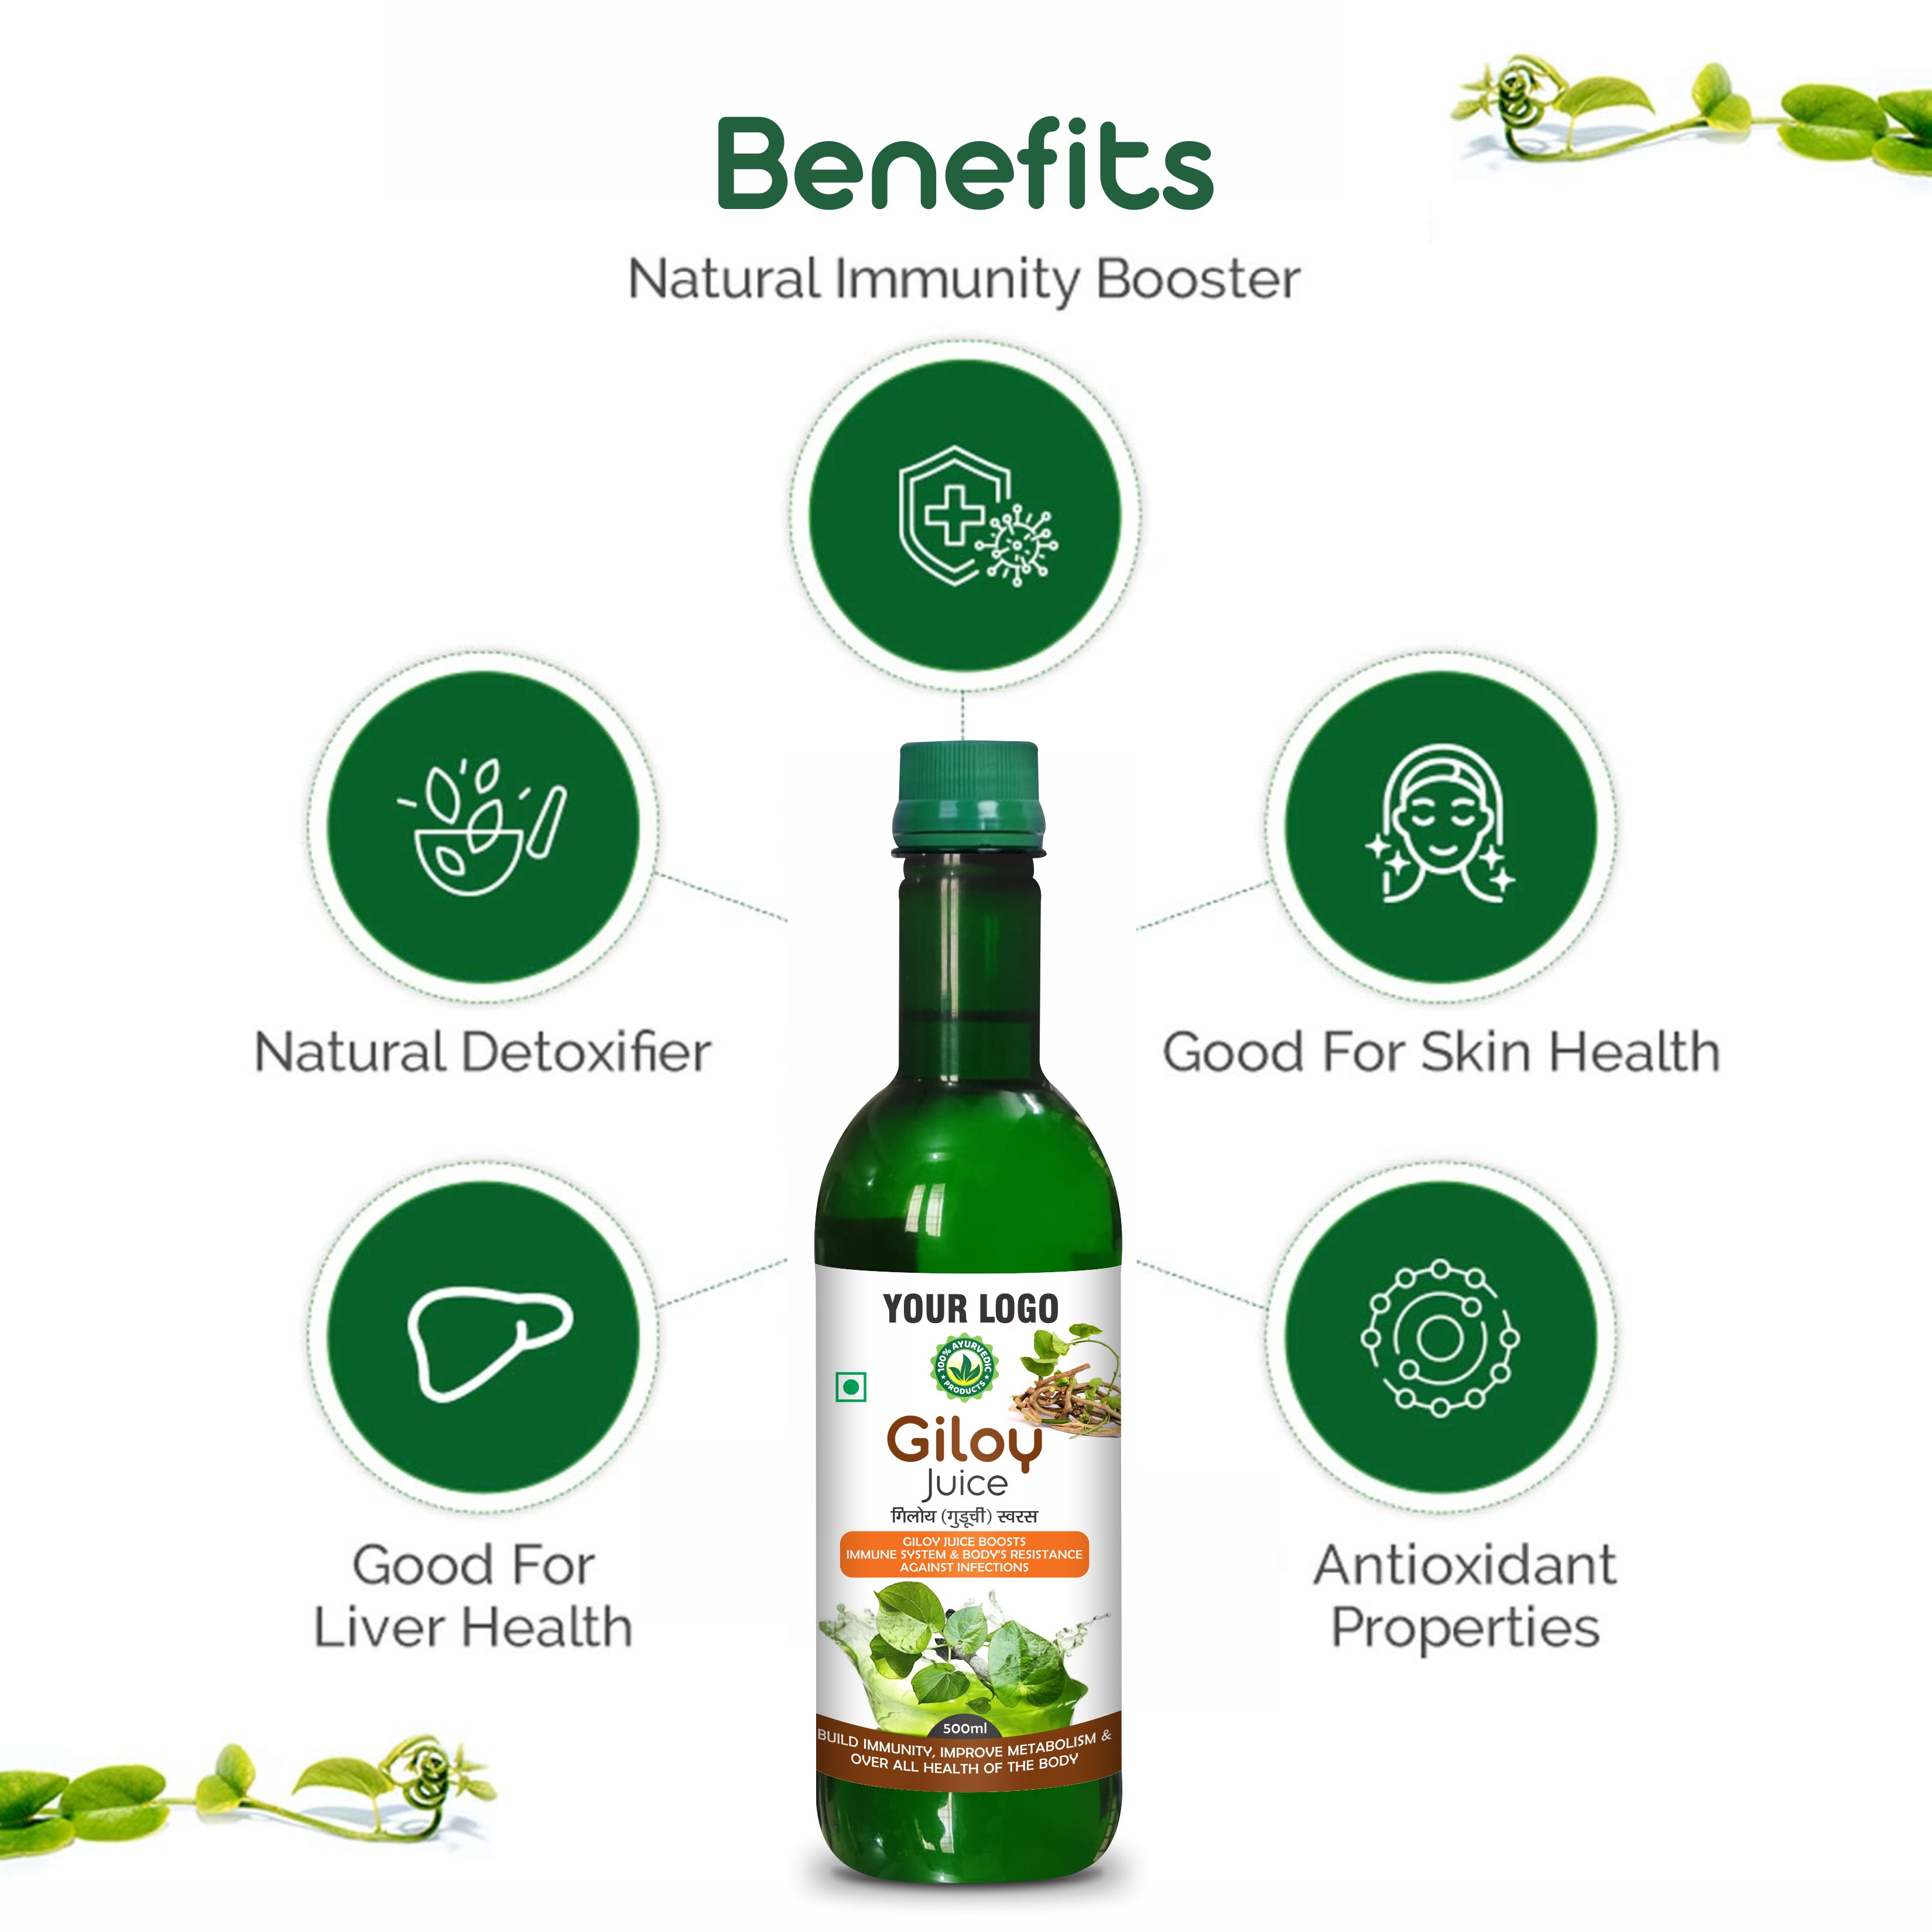 Benefits
Natural Immunity Booster
Natural Detoxifier
Good For Skin Health
Good For
Liver Health
Antioxidant
Properties
YOUR LOGO
100% AYURVEDIC
PRODUCTS
Giloy
Juice
गिलोय (गुडूची) स्वरस
GILOY JUICE BOOSTS
IMMUNE SYSTEM & BODY'S RESISTANCE
AGAINST INFECTIONS
500ml
BUILD IMMUNITY, IMPROVE METABOLISM &
OVER ALL HEALTH OF THE BODY